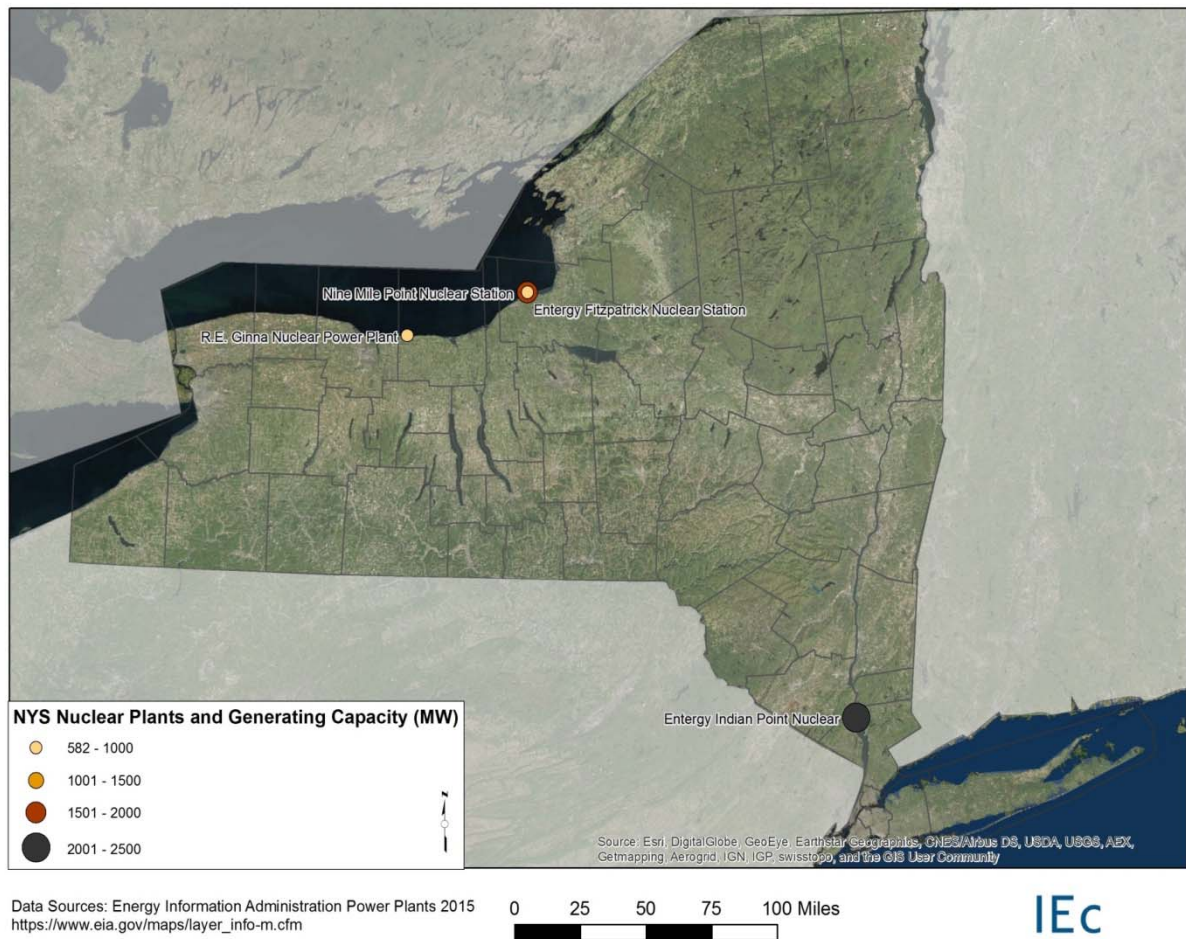 Nine Mile Point Nuclear Station
Entergy Fitzpatrick Nuclear Station
R.E. Ginna Nuclear Power Plant
Entergy Indian Point Nuclear
NYS Nuclear Plants and Generating Capacity (MW)
582 - 1000
1001 - 1500
1501 - 2000
2001 - 2500
N
Source: Esri, DigitalGlobe, GeoEye, Earthstar Geographics, CNES/Airbus DS, USDA, USGS, AEX,
Getmapping, Aerogrid, IGN, IGP, swisstopo, and the GIS User Community
Data Sources: Energy Information Administration Power Plants 2015
https://www.eia.gov/maps/layer_info-m.cfm
0 25 50 75 100 Miles
IEc